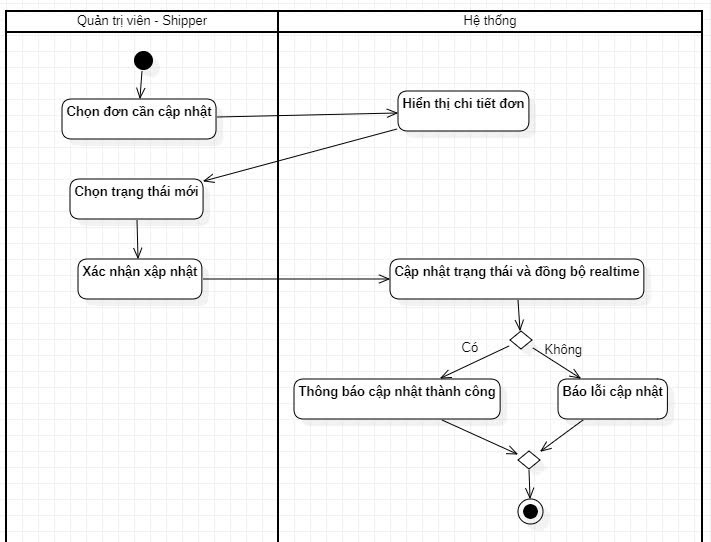 Quản trị viên - Shipper
Hệ thống
Chọn đơn cần cập nhật
Hiển thị chi tiết đơn
Chọn trạng thái mới
Xác nhận xập nhật
Cập nhật trạng thái và đồng bộ realtime
Có
Không
Thông báo cập nhật thành công
Báo lỗi cập nhật